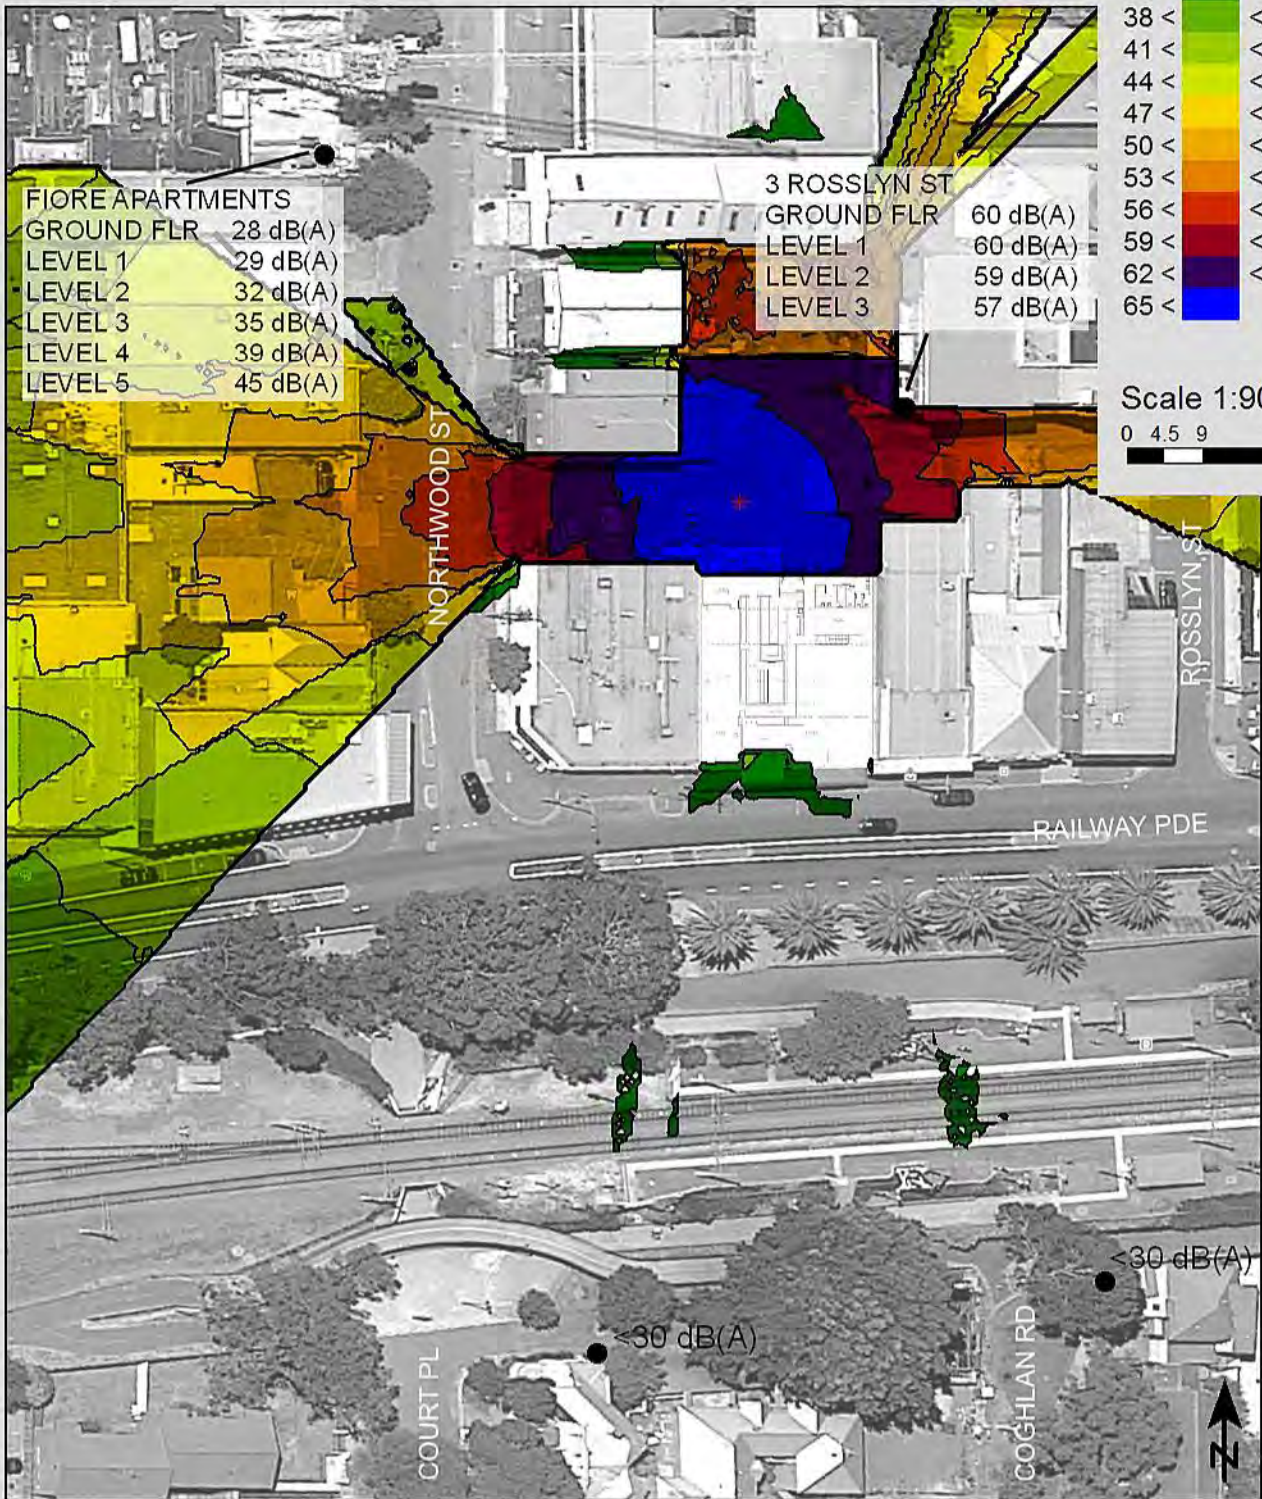 38 < <
41 < <
44 < <
47 < <
50 < <
53 < <
56 < <
59 < <
62 < <
65 <
Scale 1:90
0 4.5 9
FIORE APARTMENTS
GROUND FLR 28 dB(A)
LEVEL 1 29 dB(A)
LEVEL 2 32 dB(A)
LEVEL 3 35 dB(A)
LEVEL 4 39 dB(A)
LEVEL 5 45 dB(A)
3 ROSSLYN ST
GROUND FLR 60 dB(A)
LEVEL 1 60 dB(A)
LEVEL 2 59 dB(A)
LEVEL 3 57 dB(A)
NORTHWOOD ST
ROSSLYN ST
RAILWAY PDE
<30 dB(A)
<30 dB(A)
COURT PL
COGHLAN RD
N